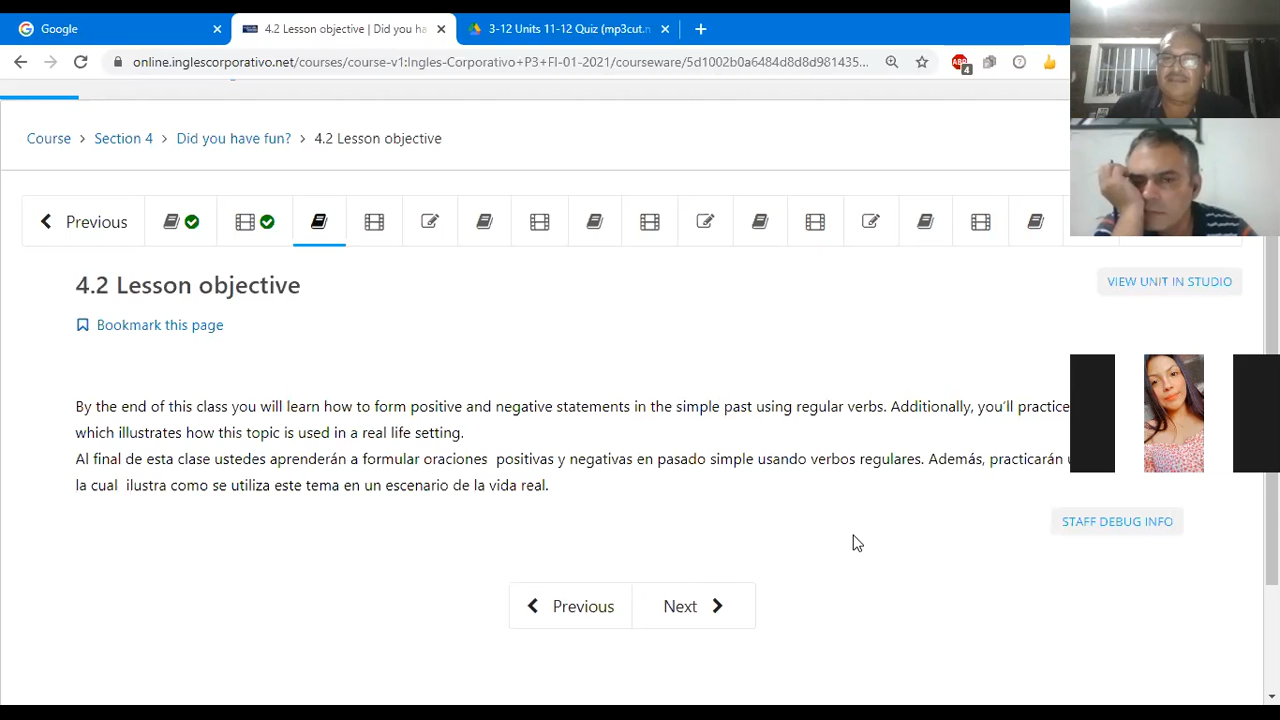 Google
4.2 Lesson objective | Did you ha
3-12 Units 11-12 Quiz (mp3cut.n
online.inglescorporativo.net/courses/course-v1:Ingles-Corporativo+P3+FI-01-2021/courseware/5d1002b0a6484d8d8d981435...
ABP
4
Course > Section 4 > Did you have fun? > 4.2 Lesson objective
Previous
4.2 Lesson objective
VIEW UNIT IN STUDIO
Bookmark this page
By the end of this class you will learn how to form positive and negative statements in the simple past using regular verbs. Additionally, you´ll practice
which illustrates how this topic is used in a real life setting.
Al final de esta clase ustedes aprenderán a formular oraciones positivas y negativas en pasado simple usando verbos regulares. Además, practicarán
la cual ilustra como se utiliza este tema en un escenario de la vida real.
STAFF DEBUG INFO
Previous
Next